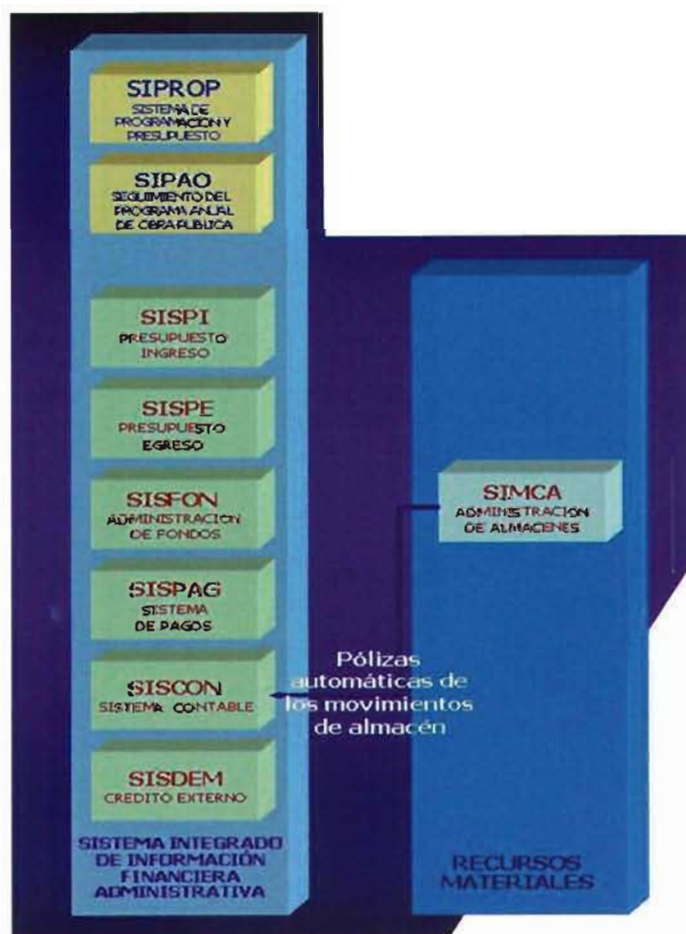 SIPROP
SISTEMA DE
PROGRAMACION Y
PRESUPUESTO
SIPAO
SEGUIMIENTO DEL
PROGRAMA ANUAL
DE OBRA PUBLICA
SISPI
PRESUPUESTO
INGRESO
SISPE
PRESUPUESTO
EGRESO
SISFON
ADMINISTRACION
DE FONDOS
SISPAG
SISTEMA
DE PAGOS
SISCON
SISTEMA CONTABLE
SISDEM
CREDITO EXTERNO
SISTEMA INTEGRADO
DE INFORMACIÓN
FINANCIERA
ADMINISTRATIVA
SIMCA
ADMINISTRACION
DE ALMACENES
Pólizas
automáticas de
los movimientos
de almacén
RECURSOS
MATERIALES